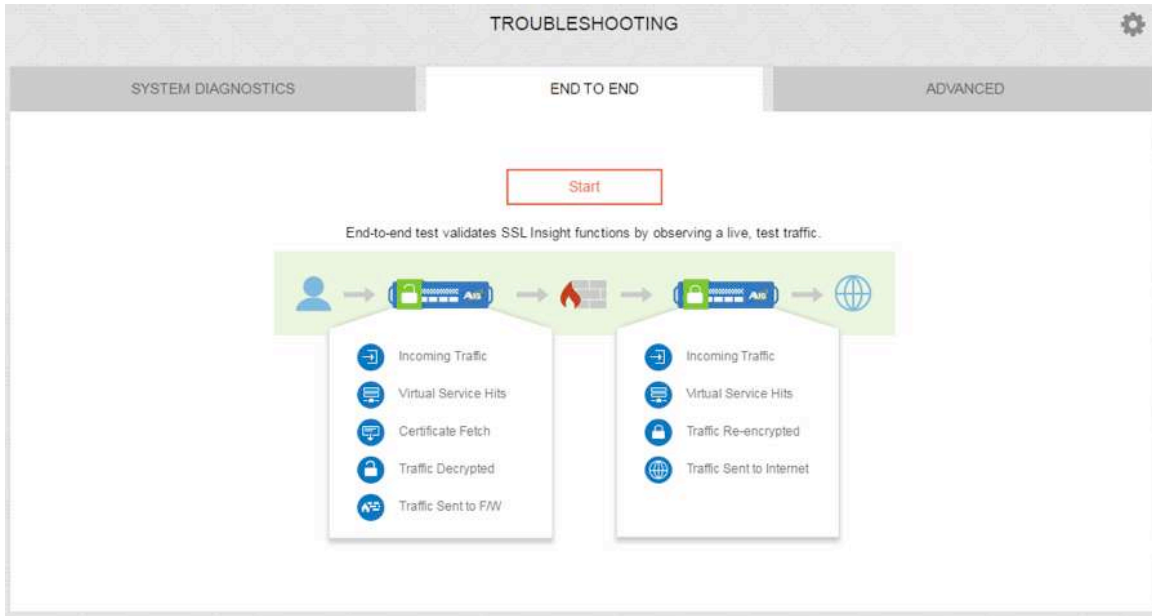 TROUBLESHOOTING
SYSTEM DIAGNOSTICS
END TO END
ADVANCED
Start
End-to-end test validates SSL Insight functions by observing a live, test traffic.
Incoming Traffic
Virtual Service Hits
Certificate Fetch
Traffic Decrypted
Traffic Sent to F/W
Incoming Traffic
Virtual Service Hits
Traffic Re-encrypted
Traffic Sent to Internet